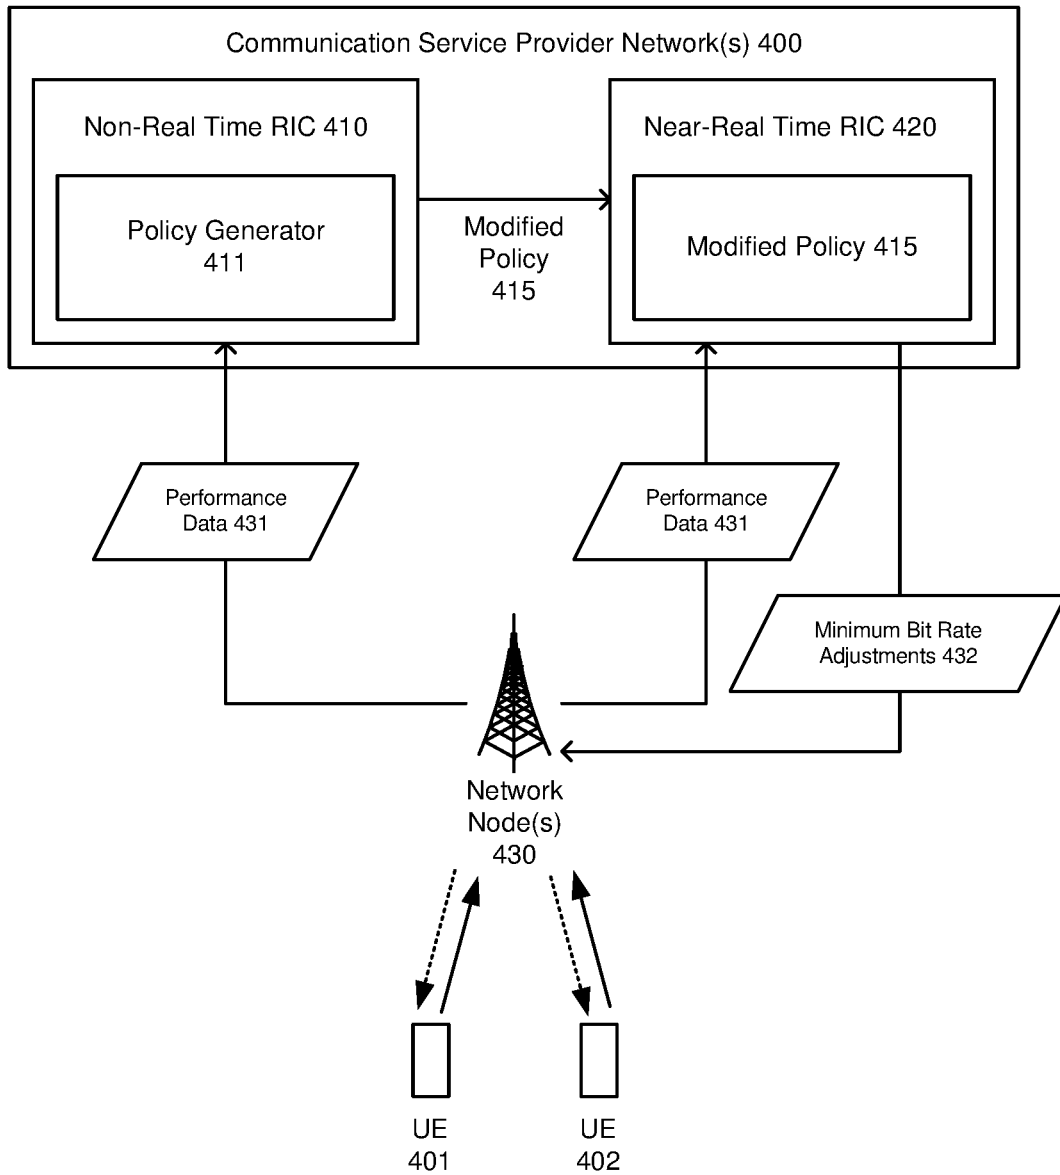 Communication Service Provider Network(s) 400
Non-Real Time RIC 410
Near-Real Time RIC 420
Policy Generator
411
Modified
Policy
415
Modified Policy 415
Performance
Data 431
Performance
Data 431
Minimum Bit Rate
Adjustments 432
Network
Node(s)
430
UE
401
UE
402